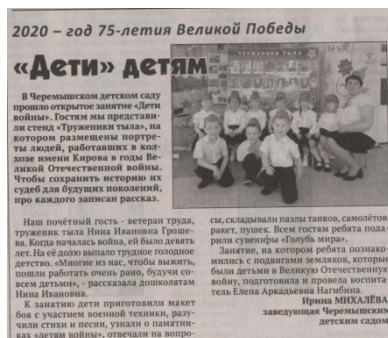 2020 – год 75-летия Великой Победы
«Дети» детям
ТРУЖЕНИКИ ТЫЛА
В Черемышском детском саду
прошло открытое занятие «Дети
войны». Гостям мы представи-
ли стенд «Труженики тыла», на
котором размещены портре-
ты людей, работавших в кол-
хозе имени Кирова в годы Ве-
ликой Отечественной войны.
Чтобы сохранить историю их
судеб для будущих поколений,
про каждого записан рассказ.
Наш почётный гость - ветеран труда,
труженик тыла Нина Ивановна Гроше-
ва. Когда началась война, ей было девять
лет. На её долю выпало трудное голодное
детство. «Многие из нас, чтобы выжить,
пошли работать очень рано, будучи со-
всем детьми», - рассказала дошколятам
Нина Ивановна.
К занятию дети приготовили макет
боя с участием военной техники, разу-
чили стихи и песни, узнали о памятни-
ках «детям войны», отвечали на вопро-
сы, складывали пазлы танков, самолётов,
ракет, пушек. Всем гостям ребята пода-
рили сувениры «Голубь мира».
Занятие, на котором ребята познако-
мились с подвигами земляков, которые
были детьми в Великую Отечественную
войну, подготовила и провела воспита-
тель Елена Аркадьевна Нагибина.
Ирина МИХАЛЁВА,
заведующая Черемышским
детским садом